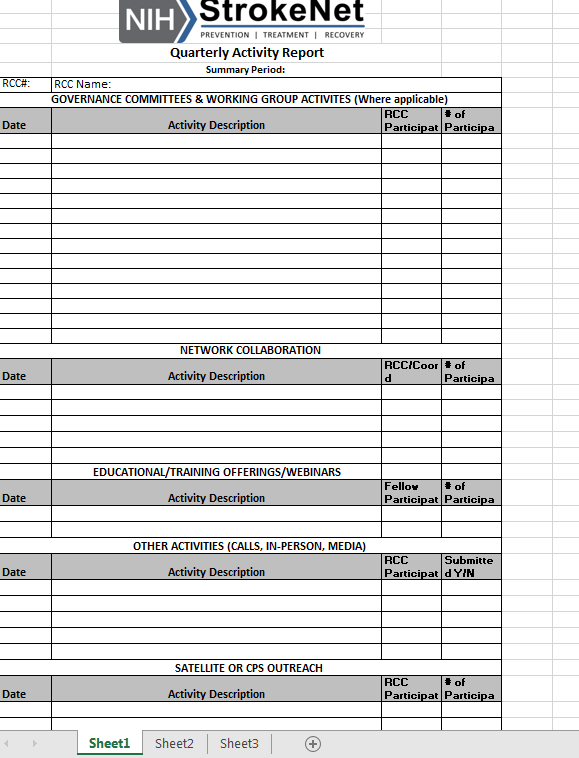 NIH StrokeNet
PREVENTION | TREATMENT | RECOVERY
Quarterly Activity Report
Summary Period:
RCC#: RCC Name:
GOVERNANCE COMMITTEES & WORKING GROUP ACTIVITES (Where applicable)
RCC # of
Date Activity Description Participat Participa
NETWORK COLLABORATION
RCC/Coor # of
Date Activity Description d Participa
EDUCATIONAL/TRAINING OFFERINGS/WEBINARS
Fellow # of
Date Activity Description Participat Participa
OTHER ACTIVITIES (CALLS, IN-PERSON, MEDIA)
RCC Submitte
Date Activity Description Participat d Y/N
SATELLITE OR CPS OUTREACH
RCC # of
Date Activity Description Participat Participa
Sheet1 Sheet2 Sheet3